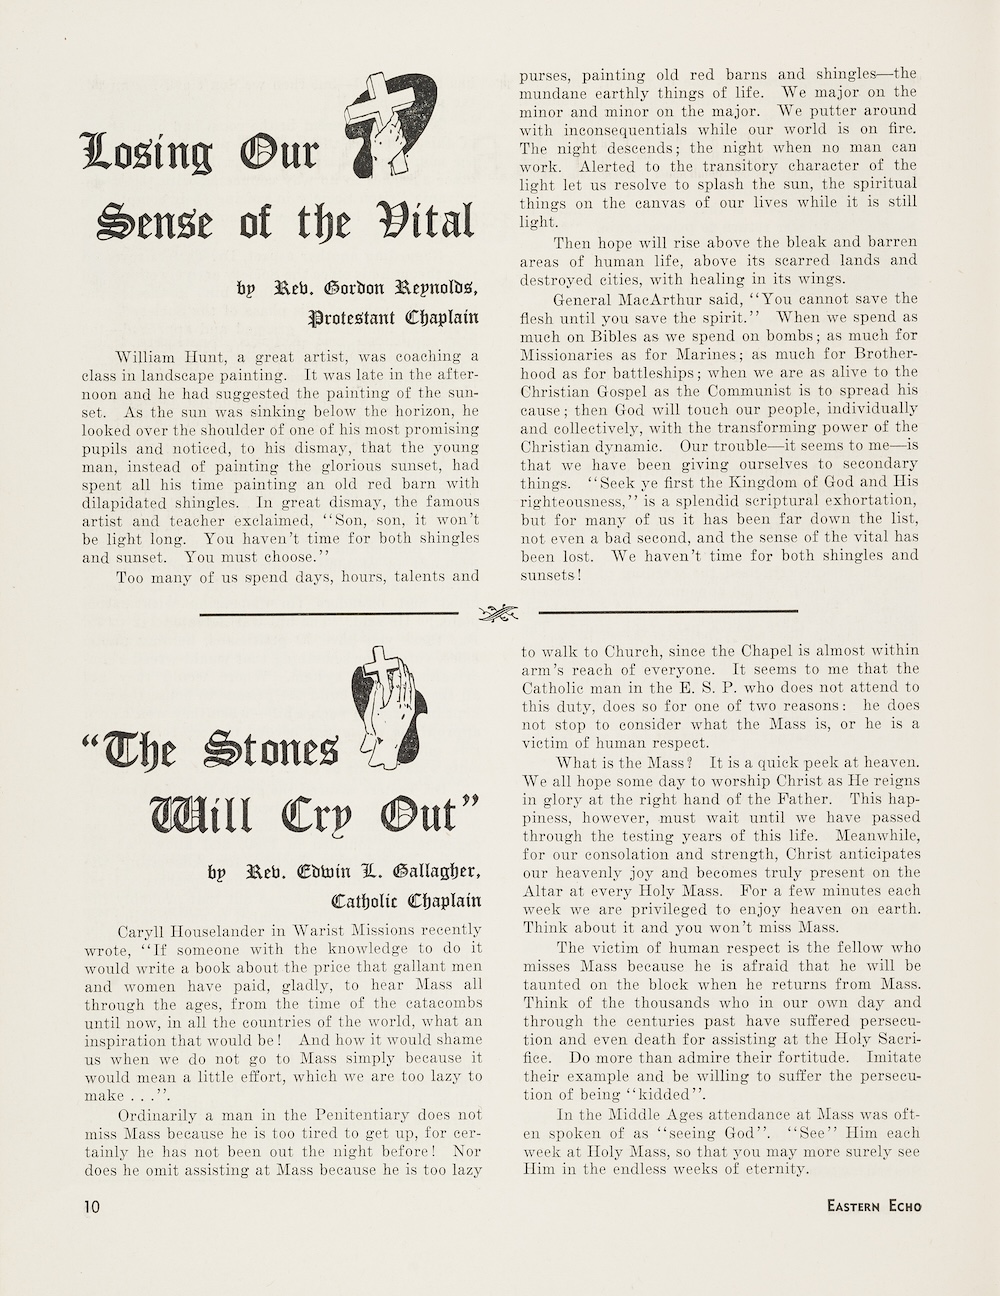 Losing Our
Sense of the Vital
by Rev. Gordon Reynolds,
Protestant Chaplain
William Hunt, a great artist, was coaching a
class in landscape painting. It was late in the after-
noon and he had suggested the painting of the sun-
set. As the sun was sinking below the horizon, he
looked over the shoulder of one of his most promising
pupils and noticed, to his dismay, that the young
man, instead of painting the glorious sunset, had
spent all his time painting an old red barn with
dilapidated shingles. In great dismay, the famous
artist and teacher exclaimed, "Son, son, it won't
be light long. You haven't time for both shingles
and sunset. You must choose."
Too many of us spend days, hours, talents and
purses, painting old red barns and shingles—the
mundane earthly things of life. We major on the
minor and minor on the major. We putter around
with inconsequentials while our world is on fire.
The night descends; the night when no man can
work. Alerted to the transitory character of the
light let us resolve to splash the sun, the spiritual
things on the canvas of our lives while it is still
light.
Then hope will rise above the bleak and barren
areas of human life, above its scarred lands and
destroyed cities, with healing in its wings.
General MacArthur said, "You cannot save the
flesh until you save the spirit." When we spend as
much on Bibles as we spend on bombs; as much for
Missionaries as for Marines; as much for Brother-
hood as for battleships; when we are as alive to the
Christian Gospel as the Communist is to spread his
cause; then God will touch our people, individually
and collectively, with the transforming power of the
Christian dynamic. Our trouble—it seems to me—is
that we have been giving ourselves to secondary
things. "Seek ye first the Kingdom of God and His
righteousness," is a splendid scriptural exhortation,
but for many of us it has been far down the list,
not even a bad second, and the sense of the vital has
been lost. We haven't time for both shingles and
sunsets!
"The Stones
Will Cry Out"
by Rev. Edwin L. Gallagher,
Catholic Chaplain
Caryll Houselander in Warist Missions recently
wrote, "If someone with the knowledge to do it
would write a book about the price that gallant men
and women have paid, gladly, to hear Mass all
through the ages, from the time of the catacombs
until now, in all the countries of the world, what an
inspiration that would be! And how it would shame
us when we do not go to Mass simply because it
would mean a little effort, which we are too lazy to
make . . .".
Ordinarily a man in the Penitentiary does not
miss Mass because he is too tired to get up, for cer-
tainly he has not been out the night before! Nor
does he omit assisting at Mass because he is too lazy
to walk to Church, since the Chapel is almost within
arm's reach of everyone. It seems to me that the
Catholic man in the E. S. P. who does not attend to
this duty, does so for one of two reasons: he does
not stop to consider what the Mass is, or he is a
victim of human respect.
What is the Mass? It is a quick peek at heaven.
We all hope some day to worship Christ as He reigns
in glory at the right hand of the Father. This hap-
piness, however, must wait until we have passed
through the testing years of this life. Meanwhile,
for our consolation and strength, Christ anticipates
our heavenly joy and becomes truly present on the
Altar at every Holy Mass. For a few minutes each
week we are privileged to enjoy heaven on earth.
Think about it and you won't miss Mass.
The victim of human respect is the fellow who
misses Mass because he is afraid that he will be
taunted on the block when he returns from Mass.
Think of the thousands who in our own day and
through the centuries past have suffered persecu-
tion and even death for assisting at the Holy Sacri-
fice. Do more than admire their fortitude. Imitate
their example and be willing to suffer the persecu-
tion of being "kidded".
In the Middle Ages attendance at Mass was oft-
en spoken of as "seeing God". "See" Him each
week at Holy Mass, so that you may more surely see
Him in the endless weeks of eternity.
10
EASTERN ECHO